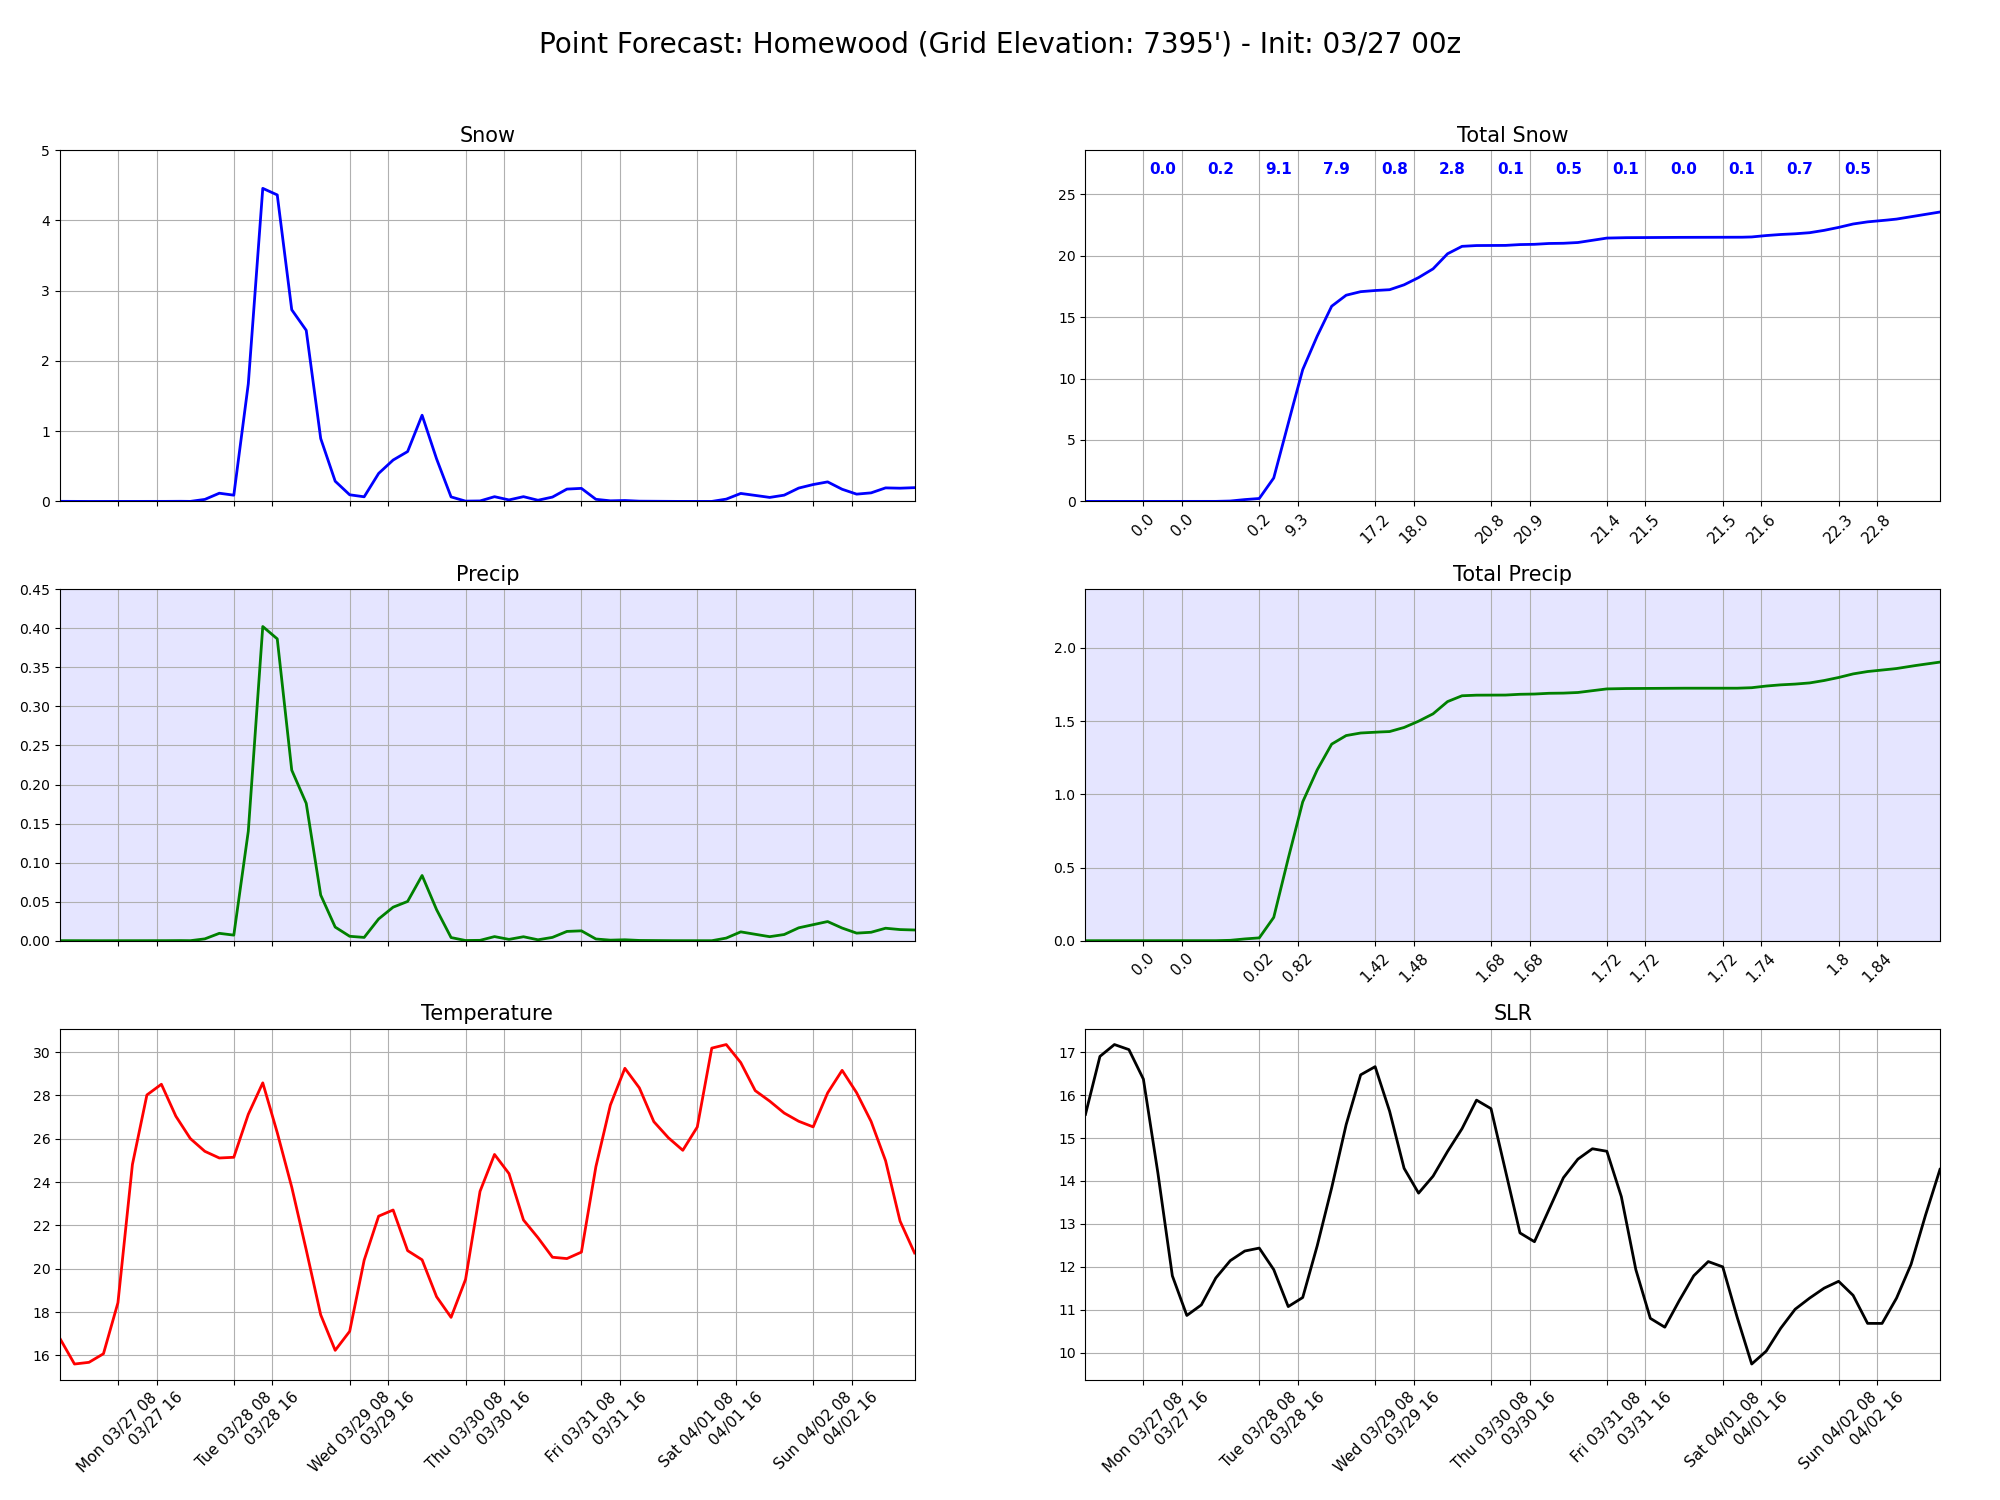 Point Forecast: Homewood (Grid Elevation: 7395') - Init: 03/27 00z
Snow
5
4
3
2
1
0
Total Snow
0.0 0.2 9.1 7.9 0.8 2.8 0.1 0.5 0.1 0.0 0.1 0.7 0.5
25
20
15
10
5
0
0.0 0.0 0.2 9.3 17.2 18.0 20.8 20.9 21.4 21.5 21.5 21.6 22.3 22.8
Precip
0.45
0.40
0.35
0.30
0.25
0.20
0.15
0.10
0.05
0.00
Total Precip
2.0
1.5
1.0
0.5
0.0
0.0 0.0 0.02 0.82 1.42 1.48 1.68 1.68 1.72 1.72 1.72 1.74 1.8 1.84
Temperature
30
28
26
24
22
20
18
16
Mon 03/27 08
03/27 16
Tue 03/28 08
03/28 16
Wed 03/29 08
03/29 16
Thu 03/30 08
03/30 16
Fri 03/31 08
03/31 16
Sat 04/01 08
04/01 16
Sun 04/02 08
04/02 16
SLR
17
16
15
14
13
12
11
10
Mon 03/27 08
03/27 16
Tue 03/28 08
03/28 16
Wed 03/29 08
03/29 16
Thu 03/30 08
03/30 16
Fri 03/31 08
03/31 16
Sat 04/01 08
04/01 16
Sun 04/02 08
04/02 16